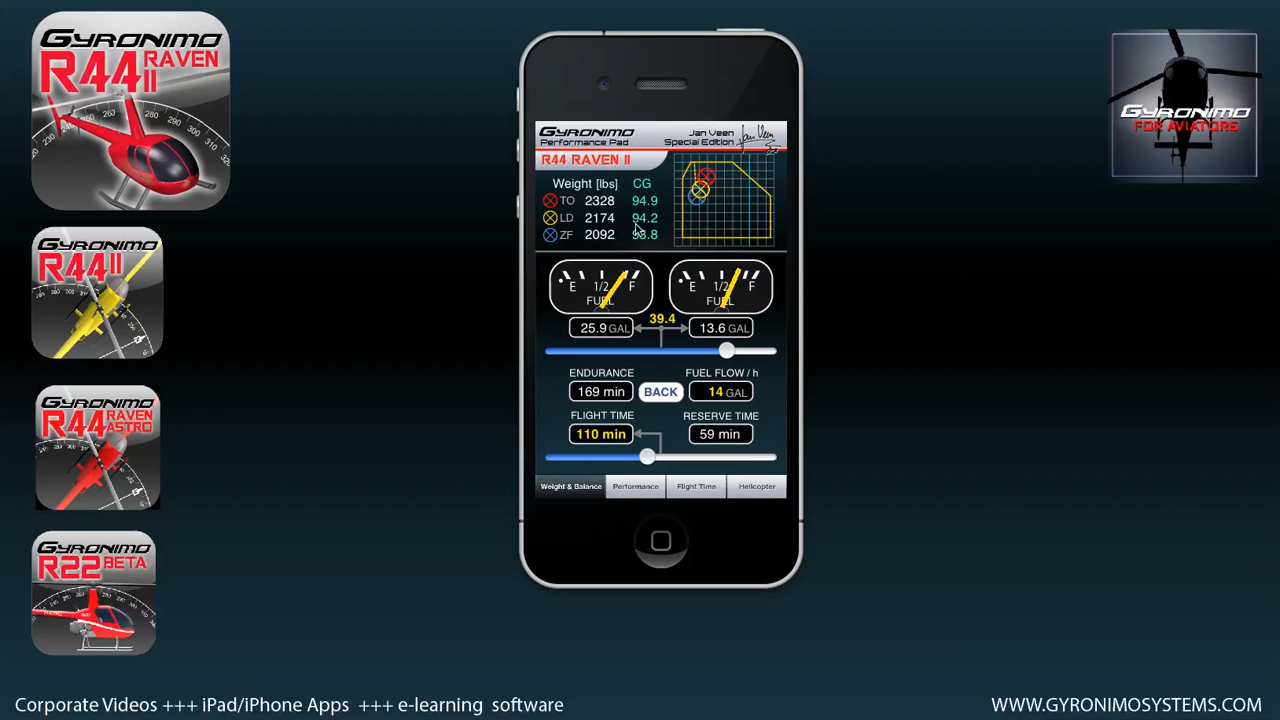 GYRONIMO
R44 RAVEN II
GYRONIMO
R44 II
GYRONIMO
R44 RAVEN ASTRO
GYRONIMO
R22 BETA
GYRONIMO
FOR AVIATORS
GYRONIMO
Performance Pad
Jan Veen
Special Edition
R44 RAVEN II
Weight [lbs] CG
TO 2328 94.9
LD 2174 94.2
ZF 2092
E 1/2 F
FUEL
E 1/2 F
FUEL
39.4
25.9 GAL
13.6 GAL
ENDURANCE
FUEL FLOW / h
169 min
BACK
14 GAL
FLIGHT TIME
RESERVE TIME
110 min
59 min
Weight & Balance
Performance
Flight Time
Helicopter
Corporate Videos +++ iPad/iPhone Apps +++ e-learning software
WWW.GYRONIMOSYSTEMS.COM